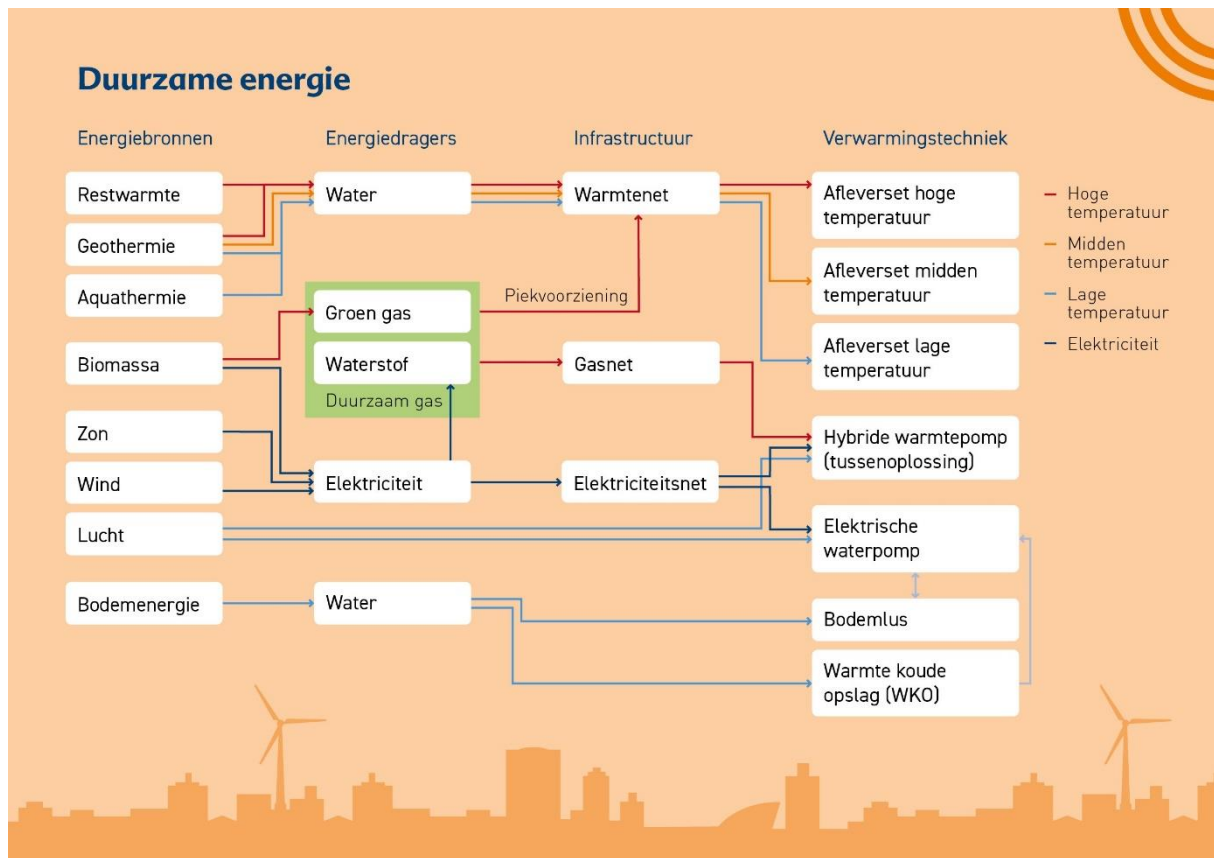 Duurzame energie
Energiebronnen
Energiedragers
Infrastructuur
Verwarmingstechniek
Restwarmte
Water
Warmtenet
Afleverset hoge
temperatuur
Hoge
temperatuur
Geothermie
Midden
temperatuur
Aquathermie
Afleverset midden
temperatuur
Lage
temperatuur
Groen gas
Piekvoorziening
Elektriciteit
Biomassa
Waterstof
Gasnet
Afleverset lage
temperatuur
Duurzaam gas
Zon
Hybride warmtepomp
(tussenoplossing)
Wind
Elektriciteit
Elektriciteitsnet
Lucht
Elektrische
waterpomp
Bodemenergie
Water
Bodemlus
Warmte koude
opslag (WKO)